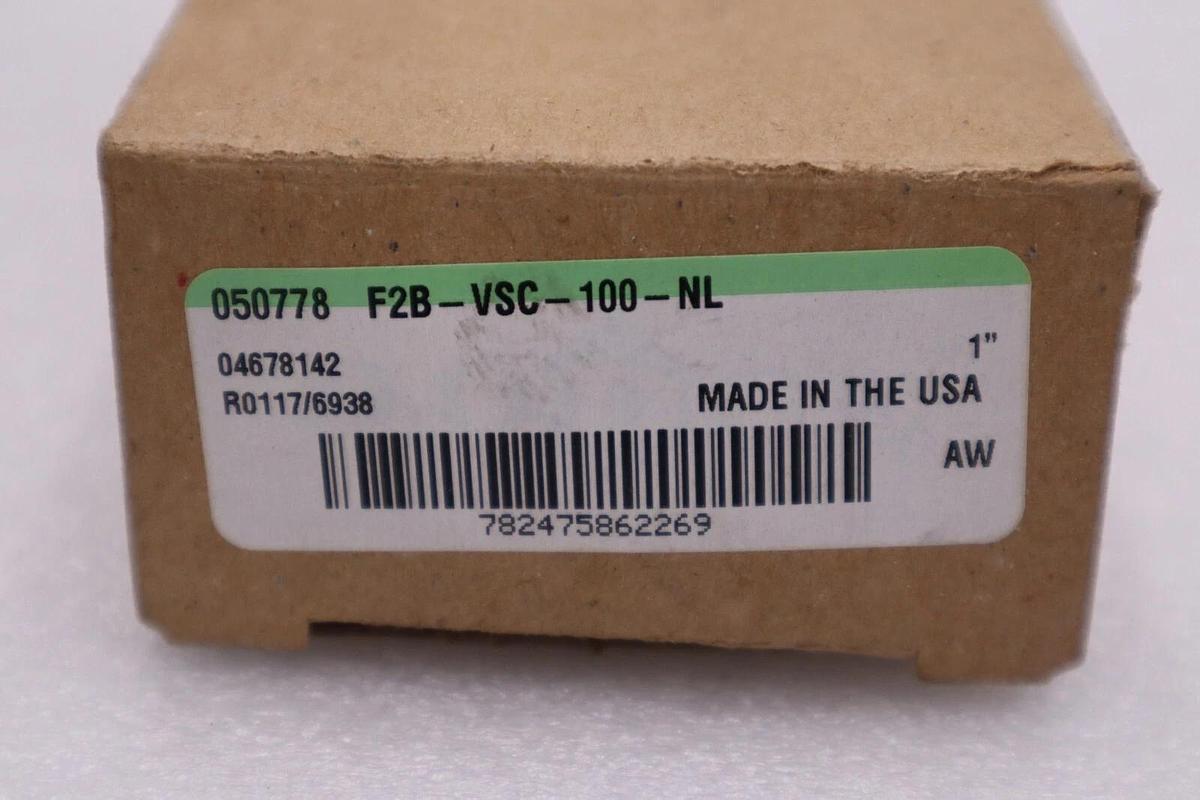 050778 F2B-VSC-100-NL
1"
04678142
R0117/6938
MADE IN THE USA
AW
782475862269